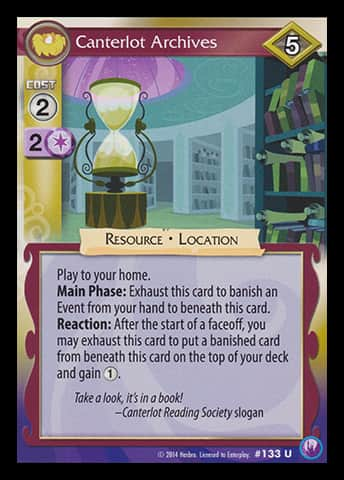 Canterlot Archives
5
COST
2
2
RESOURCE • LOCATION
Play to your home.
Main Phase: Exhaust this card to banish an
Event from your hand to beneath this card.
Reaction: After the start of a faceoff, you
may exhaust this card to put a banished card
from beneath this card on the top of your deck
and gain 1.
Take a look, it's in a book!
–Canterlot Reading Society slogan
© 2014 Hasbro. Licensed to Enterplay. #133 U